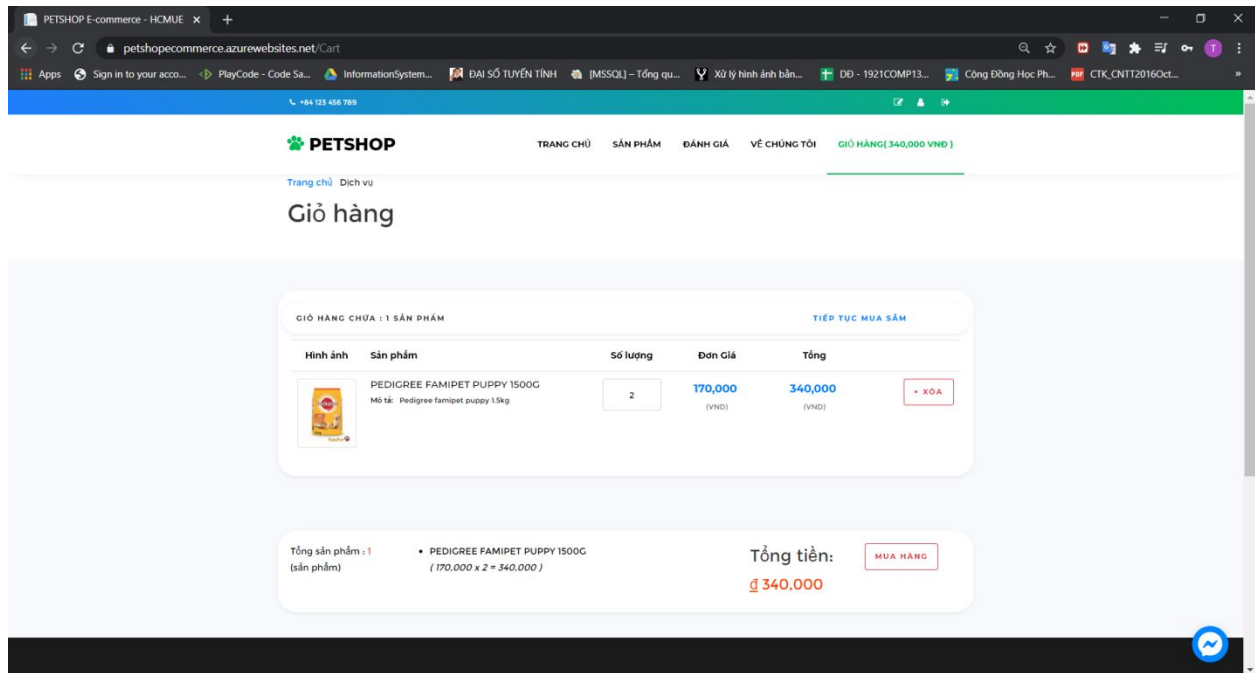 PETSHOP E-commerce - HCMUE
petshopecommerce.azurewebsites.net/Cart
Apps Sign in to your acco... PlayCode - Code Sa... InformationSystem... ĐẠI SỐ TUYẾN TÍNH [MSSQL] – Tổng qu... Xử lý hình ảnh bằn... DĐ - 1921COMP13... Cộng Đồng Học Ph... CTK_CNTT2016Oct... »
+84 123 456 789
PETSHOP TRANG CHỦ SẢN PHẨM ĐÁNH GIÁ VỀ CHÚNG TÔI GIỎ HÀNG( 340,000 VNĐ )
Trang chủ Dịch vụ
Giỏ hàng
GIỎ HÀNG CHỨA : 1 SẢN PHẨM TIẾP TỤC MUA SẮM
Hình ảnh Sản phẩm Số lượng Đơn Giá Tổng
PEDIGREE FAMIPET PUPPY 1500G 2 170,000 340,000 XÓA
Mô tả: Pedigree famipet puppy 1.5kg (VND) (VND)
Tổng sản phẩm : 1 PEDIGREE FAMIPET PUPPY 1500G Tổng tiền: MUA HÀNG
(sản phẩm) ( 170,000 x 2 = 340,000 )
₫ 340,000